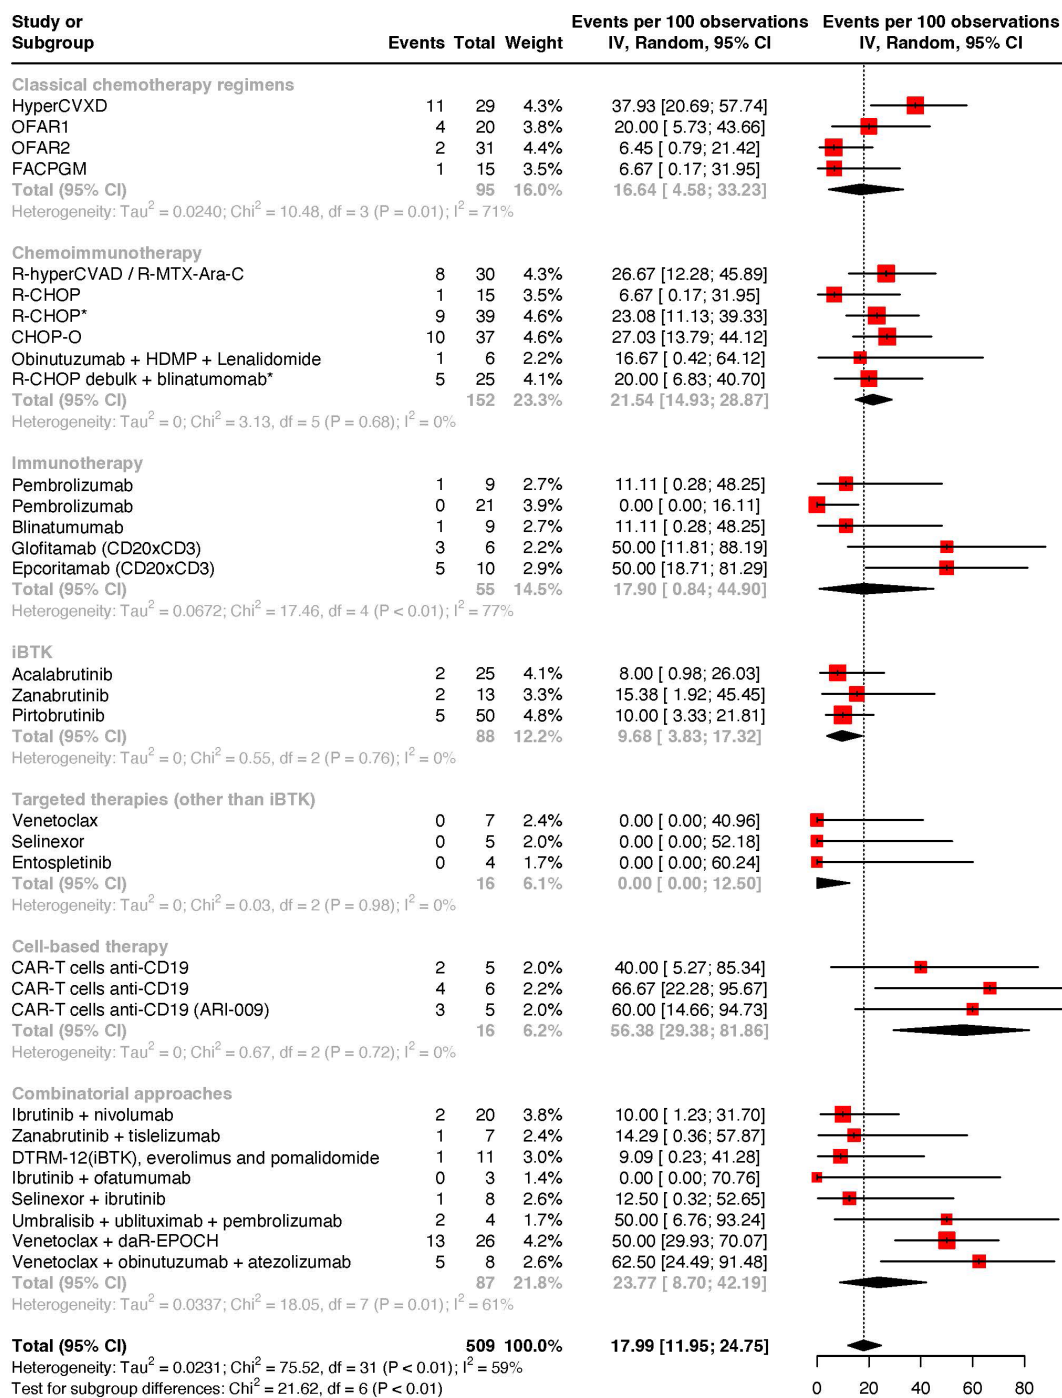 Study or Events per 100 observations Events per 100 observations
Subgroup Events Total Weight IV, Random, 95% CI IV, Random, 95% CI
Classical chemotherapy regimens
HyperCVXD 11 29 4.3% 37.93 [20.69; 57.74]
OFAR1 4 20 3.8% 20.00 [ 5.73; 43.66]
OFAR2 2 31 4.4% 6.45 [ 0.79; 21.42]
FACPGM 1 15 3.5% 6.67 [ 0.17; 31.95]
Total (95% CI) 95 16.0% 16.64 [ 4.58; 33.23]
Heterogeneity: Tau² = 0.0240; Chi² = 10.48, df = 3 (P = 0.01); I² = 71%
Chemoimmunotherapy
R-hyperCVAD / R-MTX-Ara-C 8 30 4.3% 26.67 [12.28; 45.89]
R-CHOP 1 15 3.5% 6.67 [ 0.17; 31.95]
R-CHOP* 9 39 4.6% 23.08 [11.13; 39.33]
CHOP-O 10 37 4.6% 27.03 [13.79; 44.12]
Obinutuzumab + HDMP + Lenalidomide 1 6 2.2% 16.67 [ 0.42; 64.12]
R-CHOP debulk + blinatumomab* 5 25 4.1% 20.00 [ 6.83; 40.70]
Total (95% CI) 152 23.3% 21.54 [14.93; 28.87]
Heterogeneity: Tau² = 0; Chi² = 3.13, df = 5 (P = 0.68); I² = 0%
Immunotherapy
Pembrolizumab 1 9 2.7% 11.11 [ 0.28; 48.25]
Pembrolizumab 0 21 3.9% 0.00 [ 0.00; 16.11]
Blinatumumab 1 9 2.7% 11.11 [ 0.28; 48.25]
Glofitamab (CD20xCD3) 3 6 2.2% 50.00 [11.81; 88.19]
Epcoritamab (CD20xCD3) 5 10 2.9% 50.00 [18.71; 81.29]
Total (95% CI) 55 14.5% 17.90 [ 0.84; 44.90]
Heterogeneity: Tau² = 0.0672; Chi² = 17.46, df = 4 (P < 0.01); I² = 77%
iBTK
Acalabrutinib 2 25 4.1% 8.00 [ 0.98; 26.03]
Zanabrutinib 2 13 3.3% 15.38 [ 1.92; 45.45]
Pirtobrutinib 5 50 4.8% 10.00 [ 3.33; 21.81]
Total (95% CI) 88 12.2% 9.68 [ 3.83; 17.32]
Heterogeneity: Tau² = 0; Chi² = 0.55, df = 2 (P = 0.76); I² = 0%
Targeted therapies (other than iBTK)
Venetoclax 0 7 2.4% 0.00 [ 0.00; 40.96]
Selinexor 0 5 2.0% 0.00 [ 0.00; 52.18]
Entospletinib 0 4 1.7% 0.00 [ 0.00; 60.24]
Total (95% CI) 16 6.1% 0.00 [ 0.00; 12.50]
Heterogeneity: Tau² = 0; Chi² = 0.03, df = 2 (P = 0.98); I² = 0%
Cell-based therapy
CAR-T cells anti-CD19 2 5 2.0% 40.00 [ 5.27; 85.34]
CAR-T cells anti-CD19 4 6 2.2% 66.67 [22.28; 95.67]
CAR-T cells anti-CD19 (ARI-009) 3 5 2.0% 60.00 [14.66; 94.73]
Total (95% CI) 16 6.2% 56.38 [29.38; 81.86]
Heterogeneity: Tau² = 0; Chi² = 0.67, df = 2 (P = 0.72); I² = 0%
Combinatorial approaches
Ibrutinib + nivolumab 2 20 3.8% 10.00 [ 1.23; 31.70]
Zanabrutinib + tislelizumab 1 7 2.4% 14.29 [ 0.36; 57.87]
DTRM-12(iBTK), everolimus and pomalidomide 1 11 3.0% 9.09 [ 0.23; 41.28]
Ibrutinib + ofatumumab 0 3 1.4% 0.00 [ 0.00; 70.76]
Selinexor + ibrutinib 1 8 2.6% 12.50 [ 0.32; 52.65]
Umbralisib + ublituximab + pembrolizumab 2 4 1.7% 50.00 [ 6.76; 93.24]
Venetoclax + daR-EPOCH 13 26 4.2% 50.00 [29.93; 70.07]
Venetoclax + obinutuzumab + atezolizumab 5 8 2.6% 62.50 [24.49; 91.48]
Total (95% CI) 87 21.8% 23.77 [ 8.70; 42.19]
Heterogeneity: Tau² = 0.0337; Chi² = 18.05, df = 7 (P = 0.01); I² = 61%
Total (95% CI) 509 100.0% 17.99 [11.95; 24.75]
Heterogeneity: Tau² = 0.0231; Chi² = 75.52, df = 31 (P < 0.01); I² = 59%
Test for subgroup differences: Chi² = 21.62, df = 6 (P < 0.01)
0 20 40 60 80